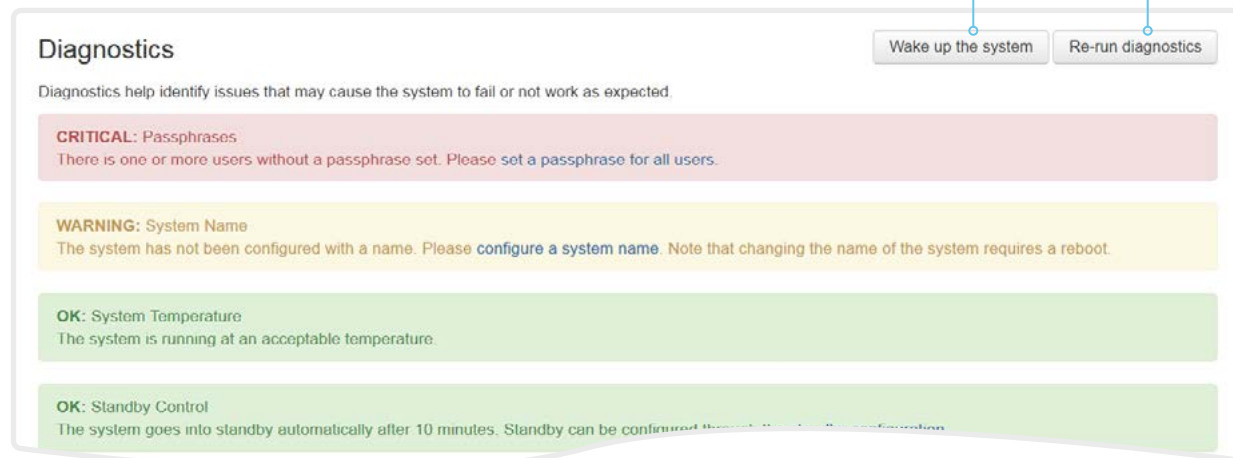 Diagnostics
Wake up the system
Re-run diagnostics
Diagnostics help identify issues that may cause the system to fail or not work as expected.
CRITICAL: Passphrases
There is one or more users without a passphrase set. Please set a passphrase for all users.
WARNING: System Name
The system has not been configured with a name. Please configure a system name. Note that changing the name of the system requires a reboot.
OK: System Temperature
The system is running at an acceptable temperature.
OK: Standby Control
The system goes into standby automatically after 10 minutes. Standby can be configured